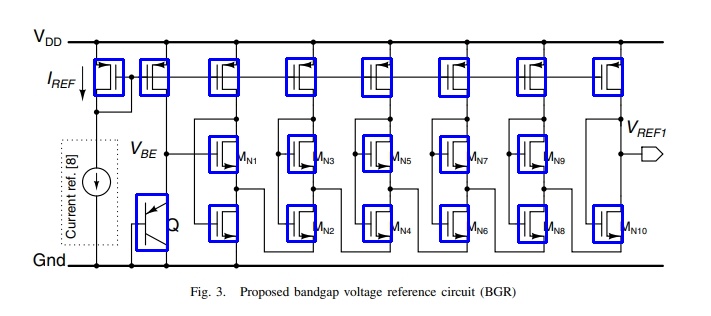 VDD
IREF
Current ref. [8]
VBE
Q
MN1
MN3
MN5
MN7
MN9
VREF1
MN2
MN4
MN6
MN8
MN10
Gnd
Fig. 3. Proposed bandgap voltage reference circuit (BGR)